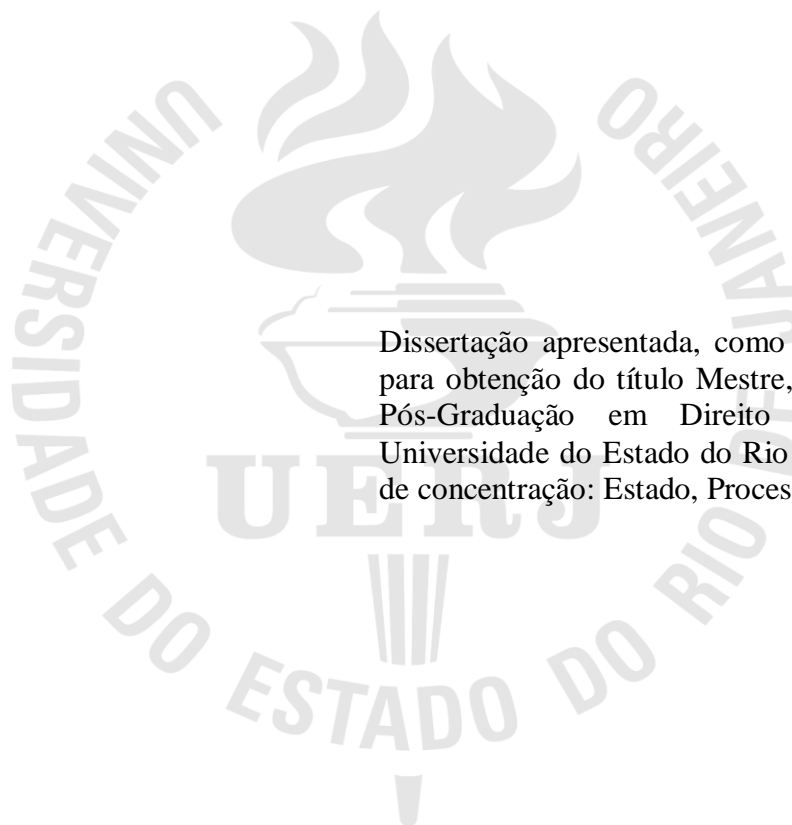 UNIVERSIDADE DO ESTADO DO RIO DE JANEIRO
UERJ
Dissertação apresentada, como
para obtenção do título Mestre,
Pós-Graduação em Direito
Universidade do Estado do Rio
de concentração: Estado, Proces